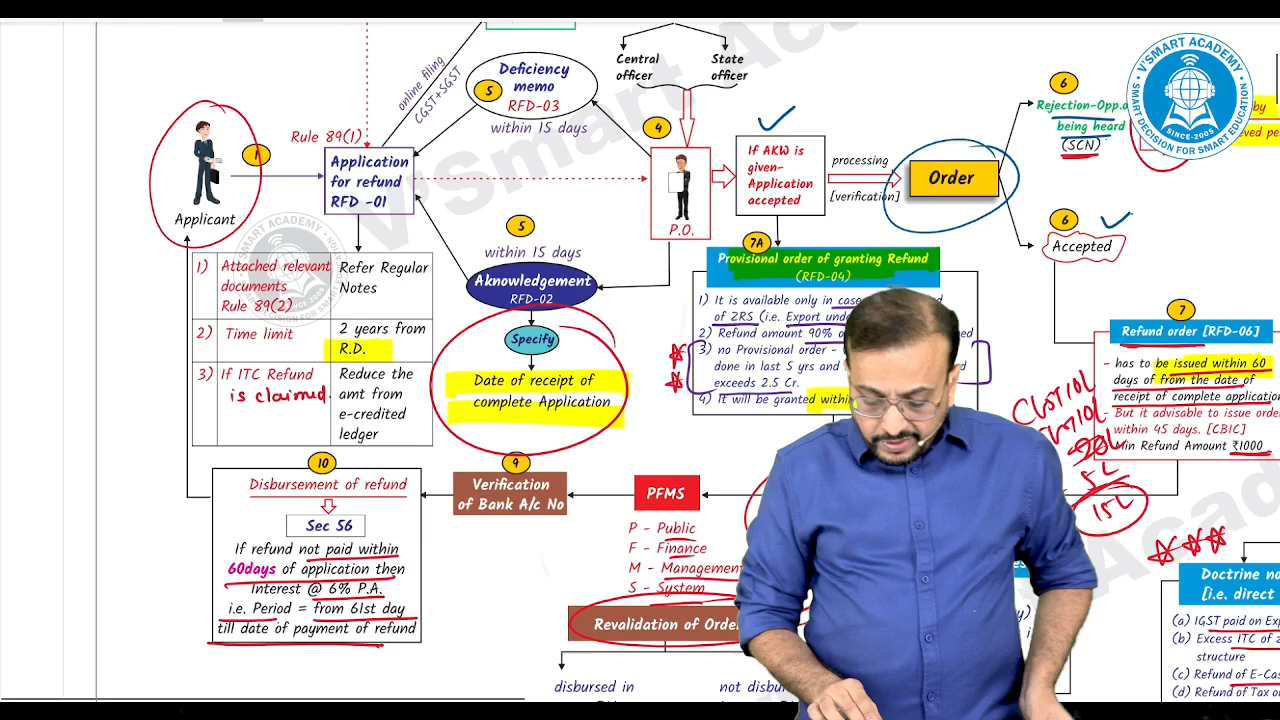 Central
officer
State
officer
online filing
CGST+SGST
Deficiency
memo
RFD-03
5
within 15 days
4
Rule 89(1)
1
Applicant
Application
for refund
RFD -01
P.O.
If AKW is
given-
Application
accepted
processing
[verification]
Order
6
Rejection-Opp.
being heard
(SCN)
by
V'SMART ACADEMY
SINCE-2005
SMART DECISION FOR SMART EDUCATION
6
Accepted
5
within 15 days
Aknowledgement
RFD-02
Specify
Date of receipt of
complete Application
1) Attached relevant
documents
Rule 89(2)
Refer Regular
Notes
2) Time limit
2 years from
R.D.
3) If ITC Refund
is claimed.
Reduce the
amt from
e-credited
ledger
7A
Provisional order of granting Refund
(RFD-04)
1) It is available only in case
of ZRS (i.e. Export
2) Refund amount 90%
3) no Provisional order -
done in last 5 yrs and
exceeds 2.5 Cr.
4) It will be granted within
7
Refund order [RFD-06]
- has to be issued within 60
days of from the date of
receipt of complete
- But it advisable to issue
within 45 days. [CBIC]
Min Refund Amount ₹1000
20L
5L
15L
10
Disbursement of refund
Sec 56
If refund not paid within
60days of application then
interest @ 6% P.A.
i.e. Period = from 61st day
till date of payment of refund
9
Verification
of Bank A/c No
PFMS
P - Public
F - Finance
M - Management
S - System
Revalidation of
disbursed in
not
Doctrine
[i.e. direct
(a) IGST paid on
(b) Excess ITC of
structure
(c) Refund of
(d) Refund of Tax